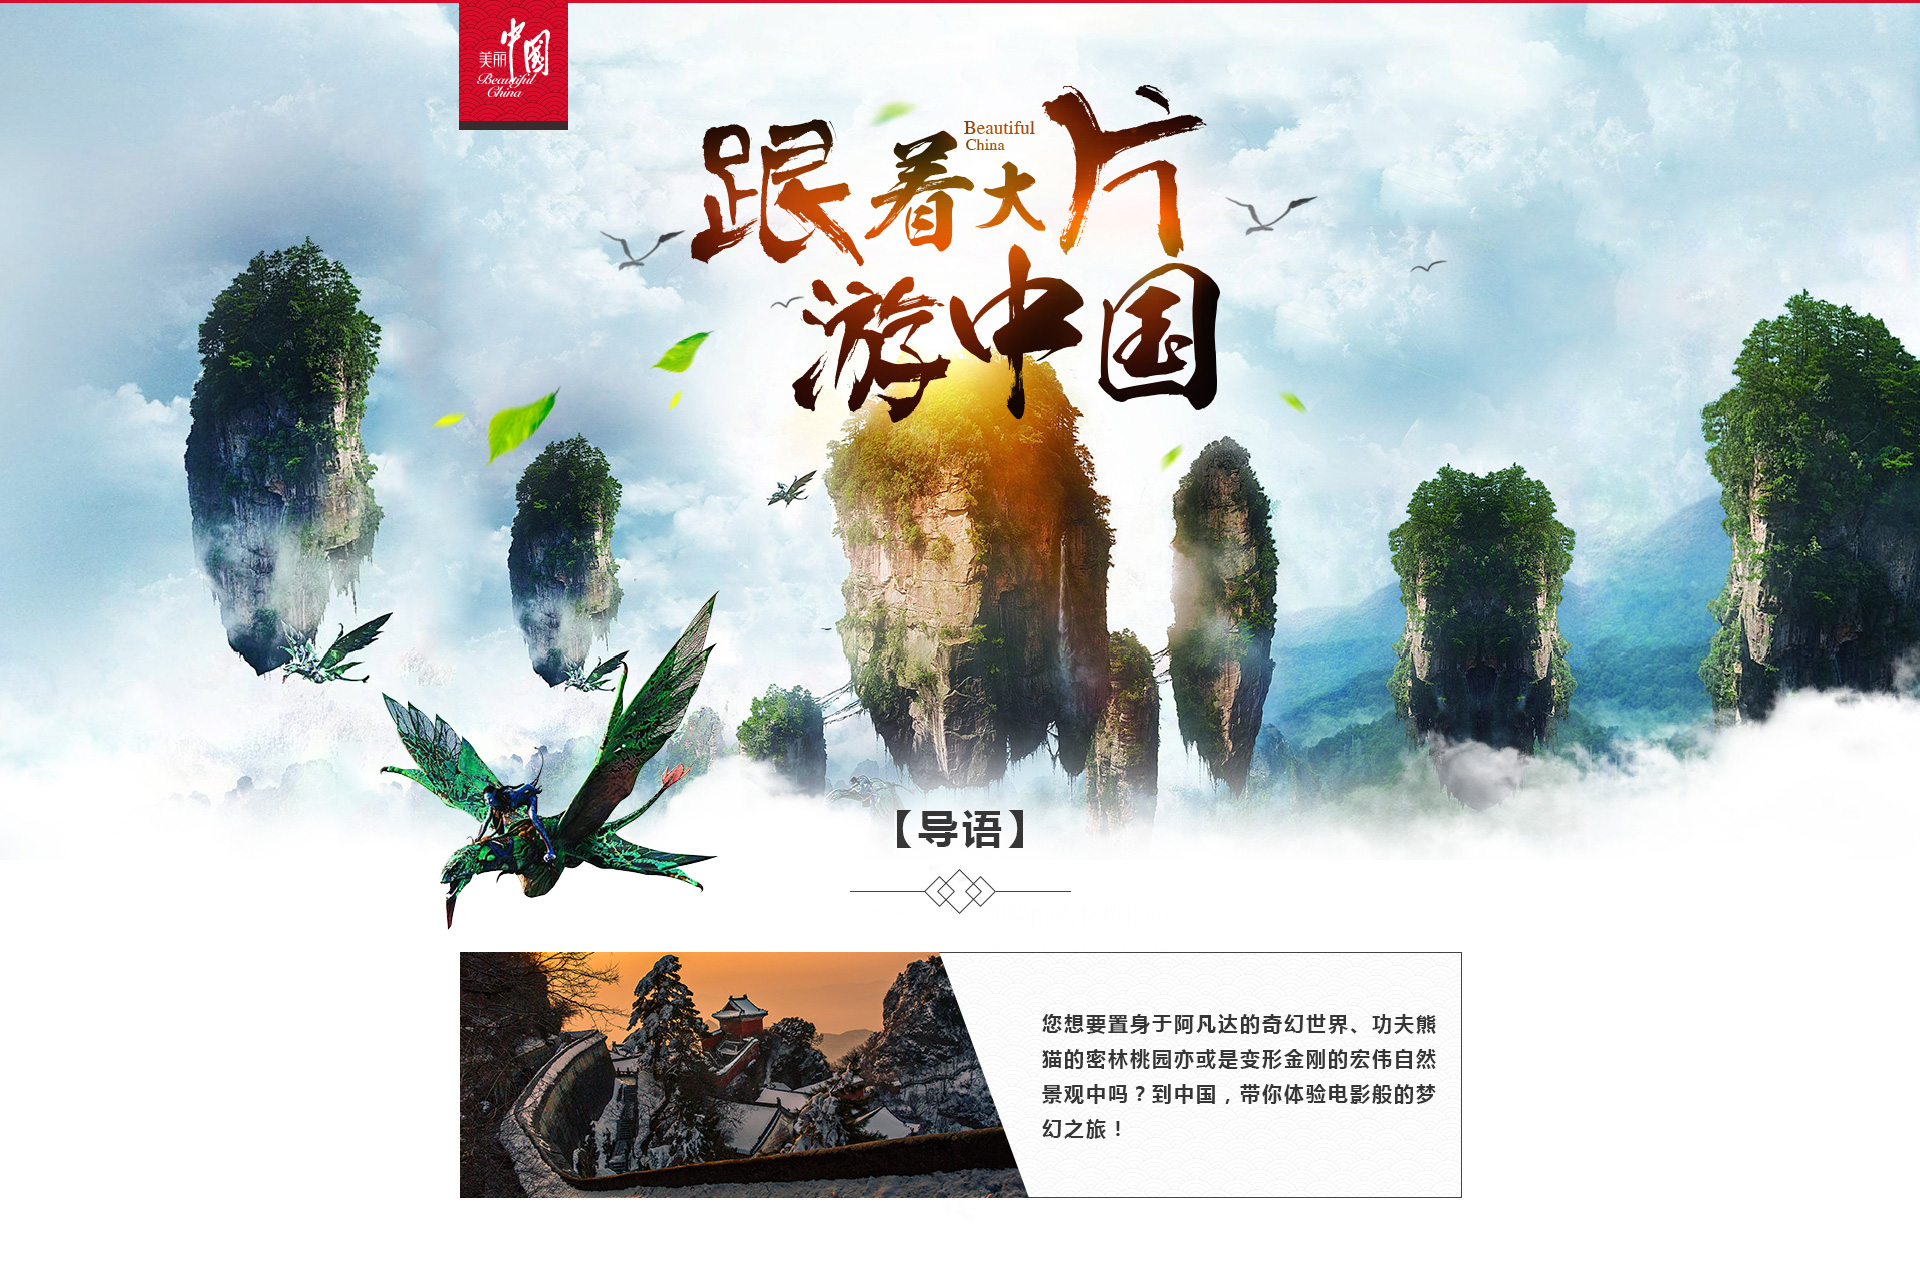 美丽中国
Beautiful
China
Beautiful
China
跟着大片
游中国
【导语】
您想要置身于阿凡达的奇幻世界、功夫熊
猫的密林桃园亦或是变形金刚的宏伟自然
景观中吗？到中国，带你体验电影般的梦
幻之旅！